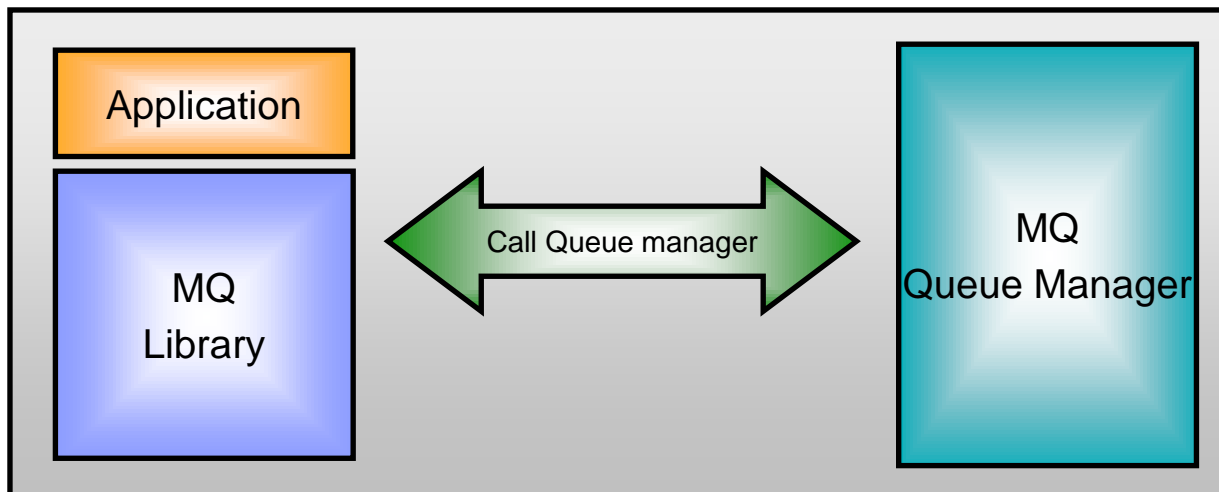 Application
MQ
Library
Call Queue manager
MQ
Queue Manager